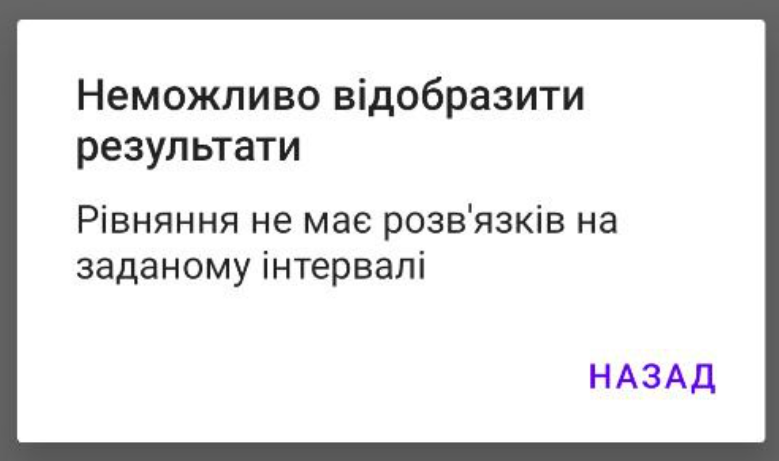 Неможливо відобразити
результати
Рівняння не має розв'язків на
заданому інтервалі
НАЗАД